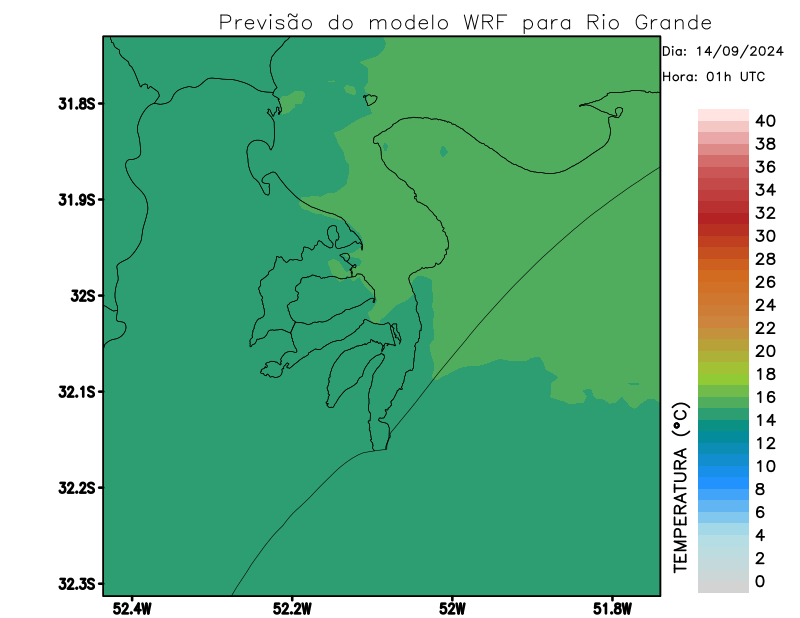 Previsão do modelo WRF para Rio Grande
Dia: 14/09/2024
Hora: 01h UTC
31.8S
31.9S
32S
32.1S
32.2S
32.3S
52.4W
52.2W
52W
51.8W
TEMPERATURA (°C)
40
38
36
34
32
30
28
26
24
22
20
18
16
14
12
10
8
6
4
2
0